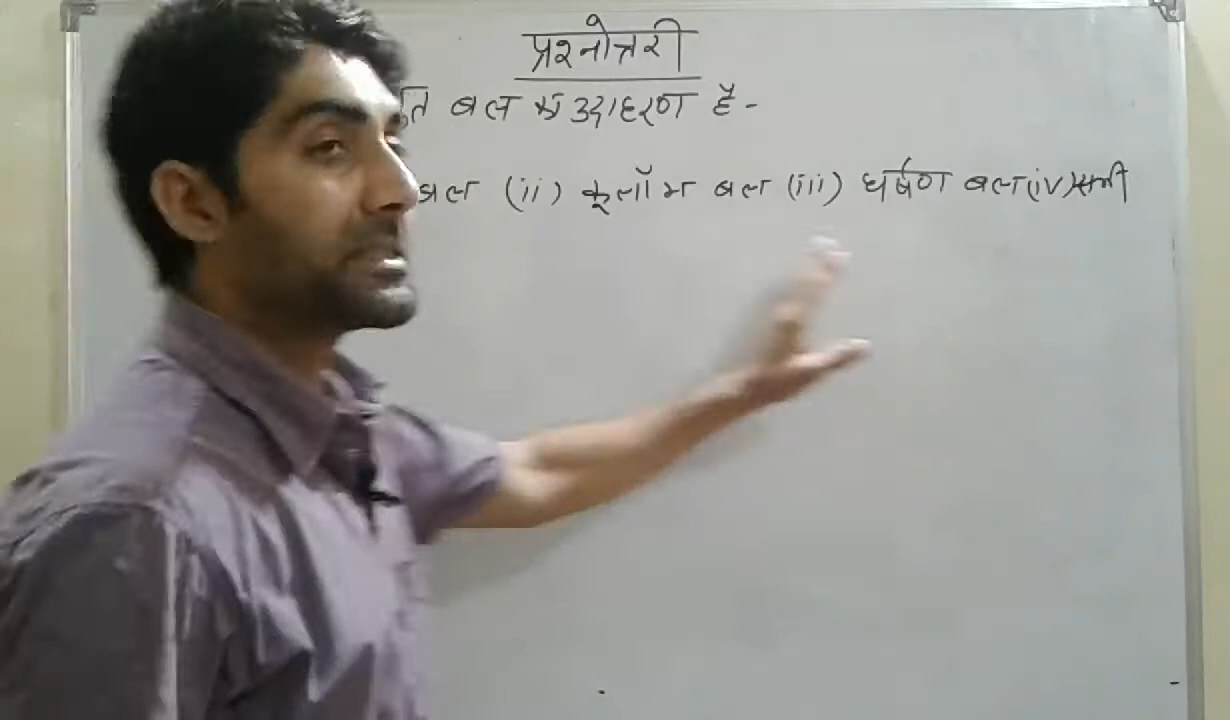 प्रश्नोत्तरी
बल के उदाहरण है -
बल (ii) कूलॉम बल (iii) घर्षण बल (iv) सभी